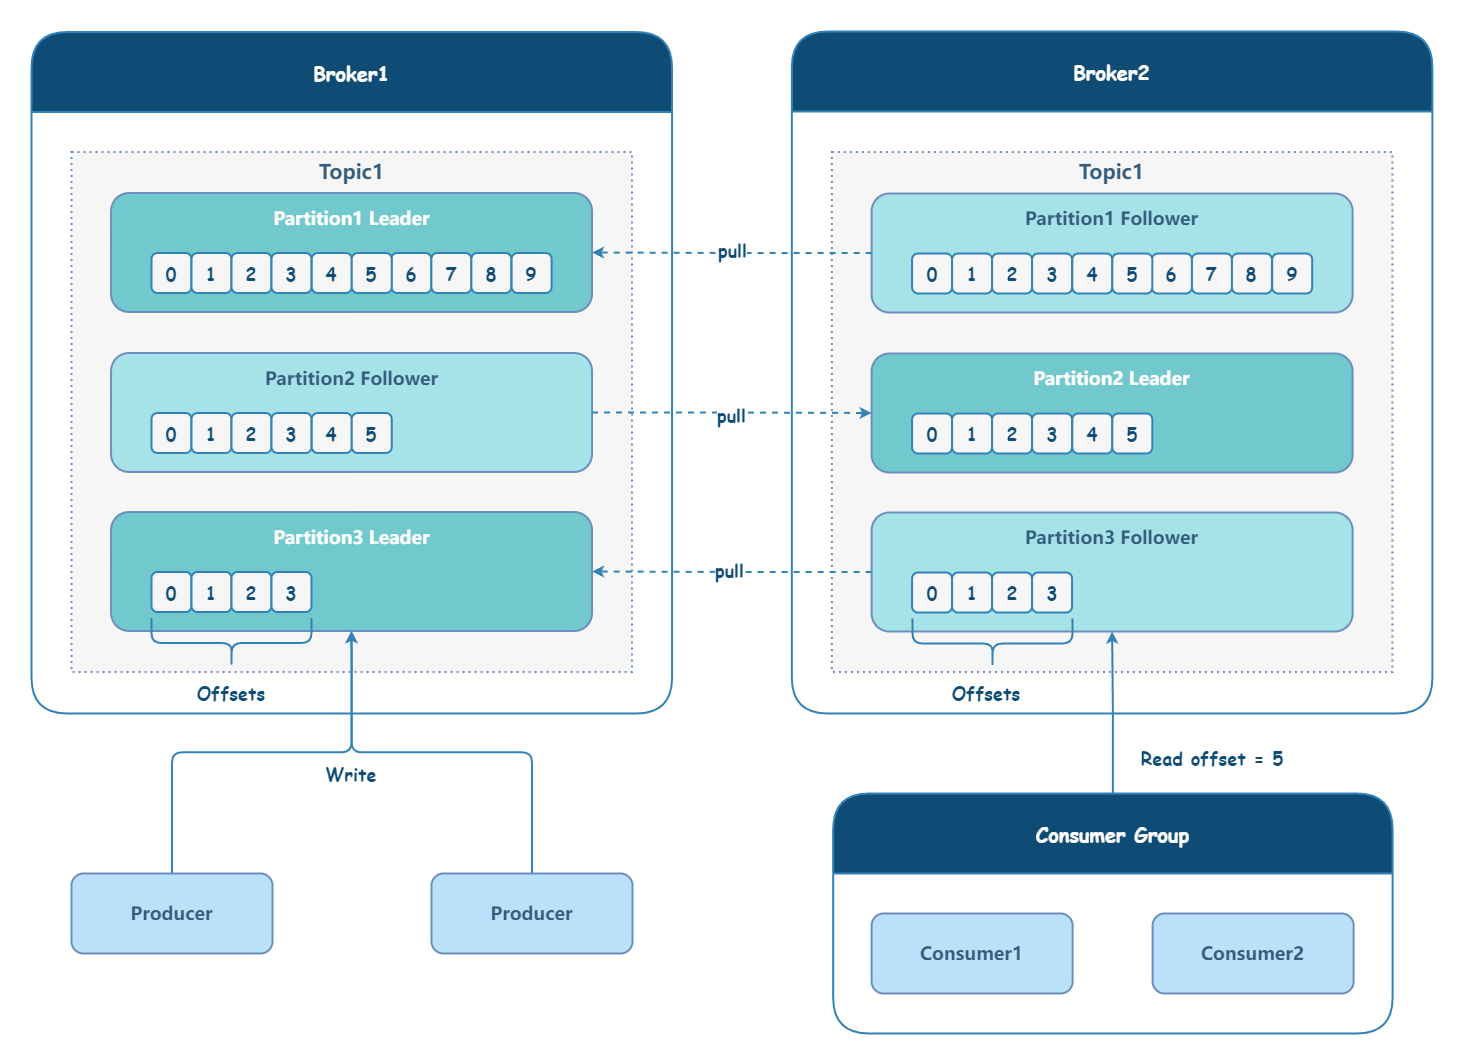 Broker1
Broker2
Topic1
Topic1
Partition1 Leader
0 1 2 3 4 5 6 7 8 9
pull
Partition1 Follower
0 1 2 3 4 5 6 7 8 9
Partition2 Follower
0 1 2 3 4 5
pull
Partition2 Leader
0 1 2 3 4 5
Partition3 Leader
0 1 2 3
pull
Partition3 Follower
0 1 2 3
Offsets
Offsets
Write
Read offset = 5
Producer
Producer
Consumer Group
Consumer1
Consumer2